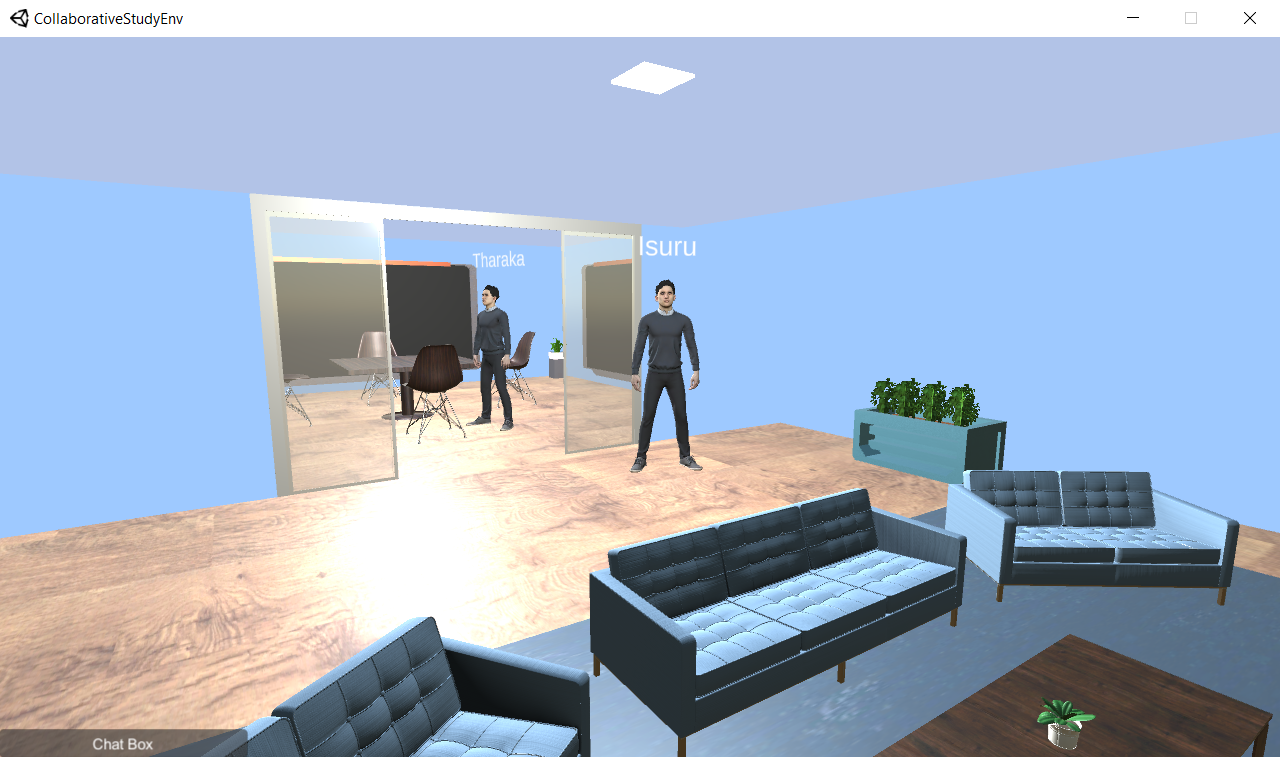 CollaborativeStudyEnv
Isuru
Tharaka
Chat Box